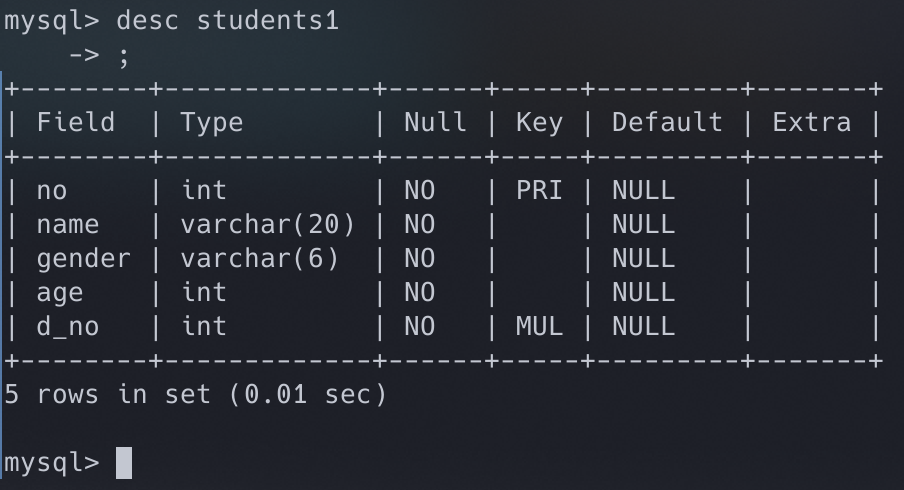 mysql> desc students1
    -> ;
+--------+-------------+------+-----+---------+-------+
| Field  | Type        | Null | Key | Default | Extra |
+--------+-------------+------+-----+---------+-------+
| no     | int         | NO   | PRI | NULL    |       |
| name   | varchar(20) | NO   |     | NULL    |       |
| gender | varchar(6)  | NO   |     | NULL    |       |
| age    | int         | NO   |     | NULL    |       |
| d_no   | int         | NO   | MUL | NULL    |       |
+--------+-------------+------+-----+---------+-------+
5 rows in set (0.01 sec)
mysql>